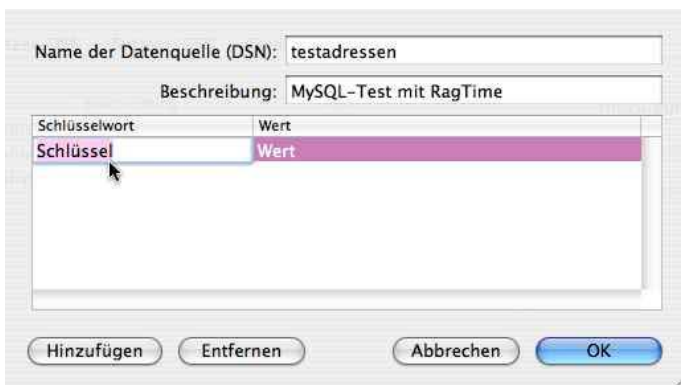 Name der Datenquelle (DSN): testadressen
Beschreibung: MySQL-Test mit RagTime
Schlüsselwort Wert
Schlüssel Wert
Hinzufügen Entfernen Abbrechen OK